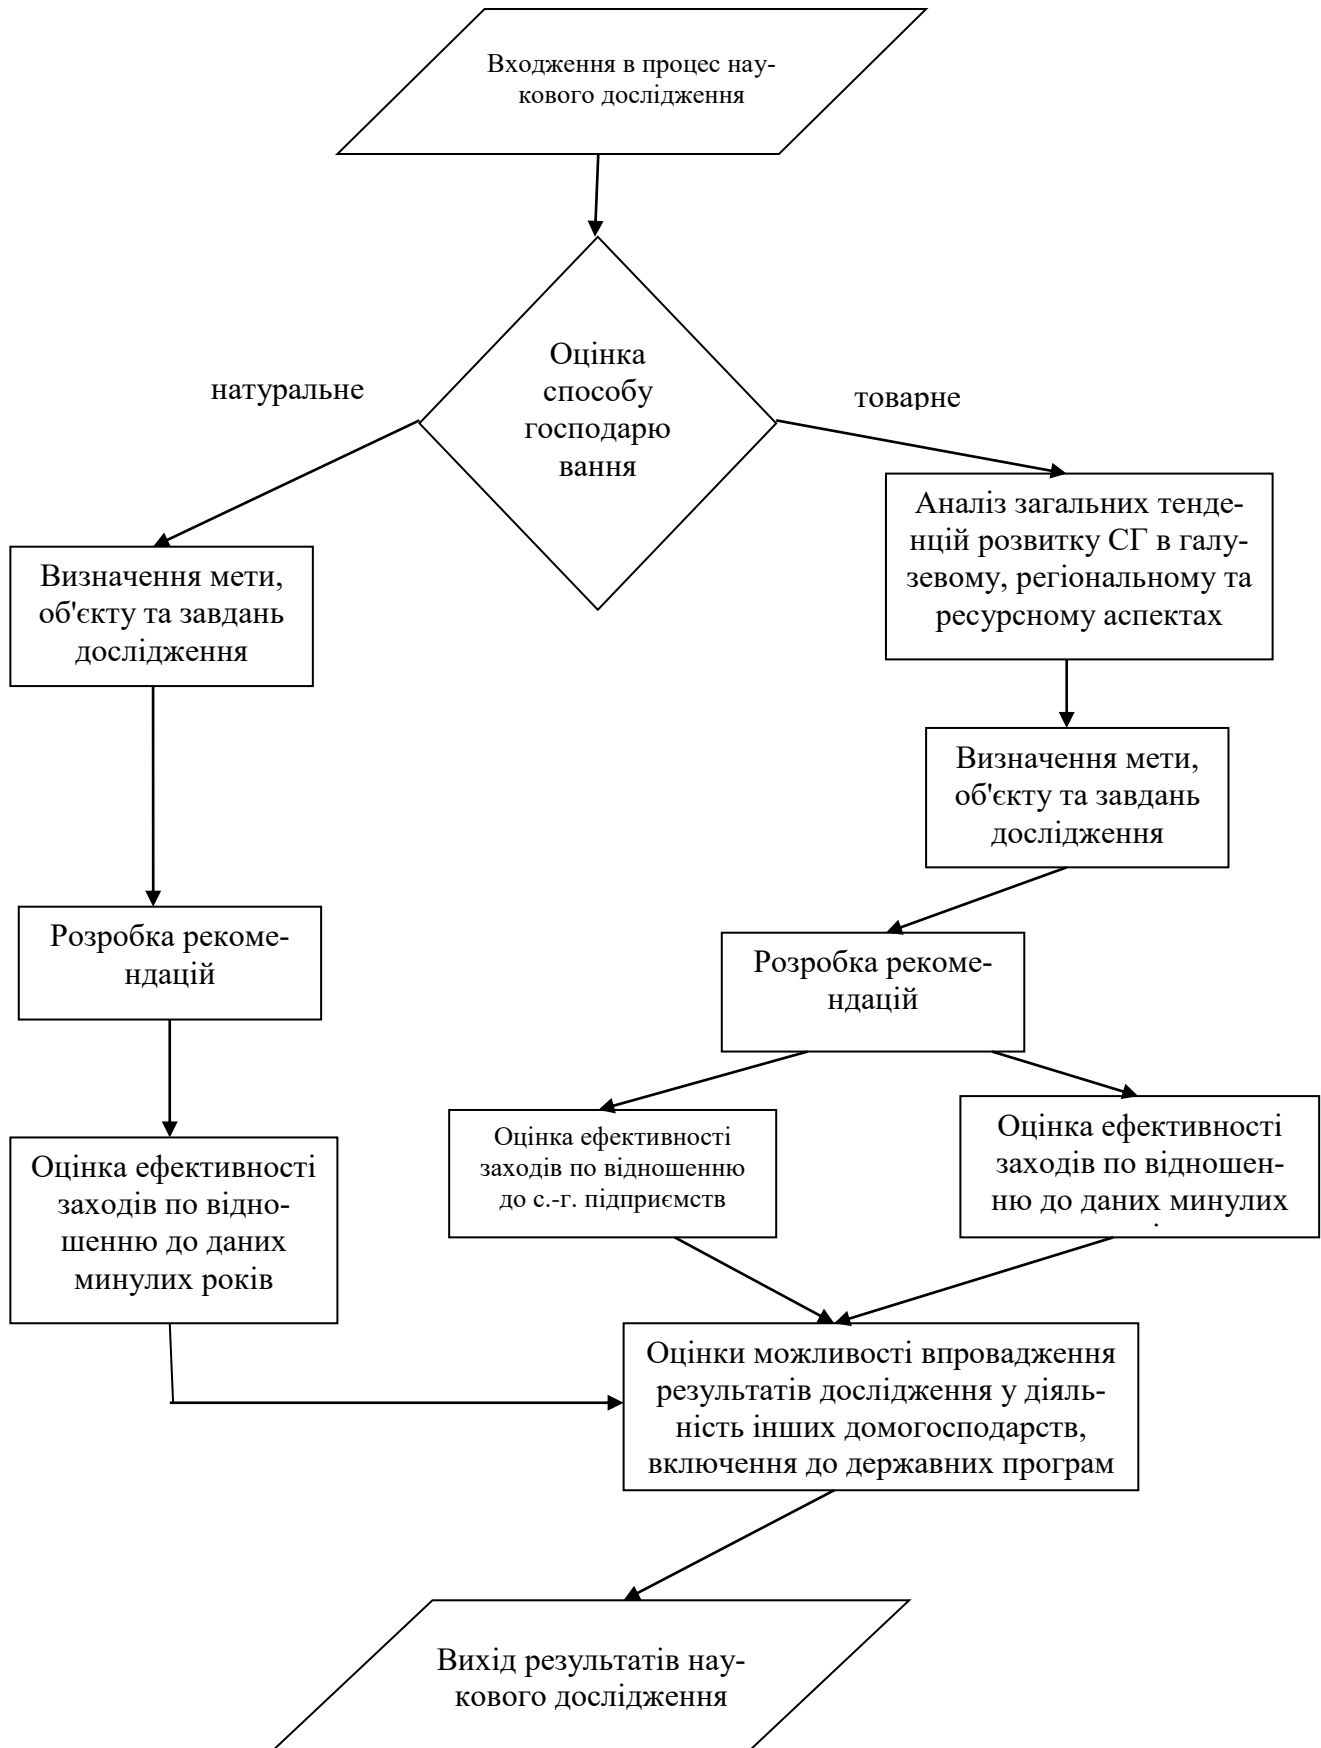 Входження в процес нау-
кового дослідження
Оцінка
способу
господарю
вання
натуральне
товарне
Аналіз загальних тенде-
нцій розвитку СГ в галу-
зевому, регіональному та
ресурсному аспектах
Визначення мети,
об'єкту та завдань
дослідження
Визначення мети,
об'єкту та завдань
дослідження
Розробка рекоме-
ндацій
Розробка рекоме-
ндацій
Оцінка ефективності
заходів по відно-
шенню до даних
минулих років
Оцінка ефективності
заходів по відношенню
до с.-г. підприємств
Оцінка ефективності
заходів по відношен-
ню до даних минулих
Оцінки можливості впровадження
результатів дослідження у діяль-
ність інших домогосподарств,
включення до державних програм
Вихід результатів нау-
кового дослідження